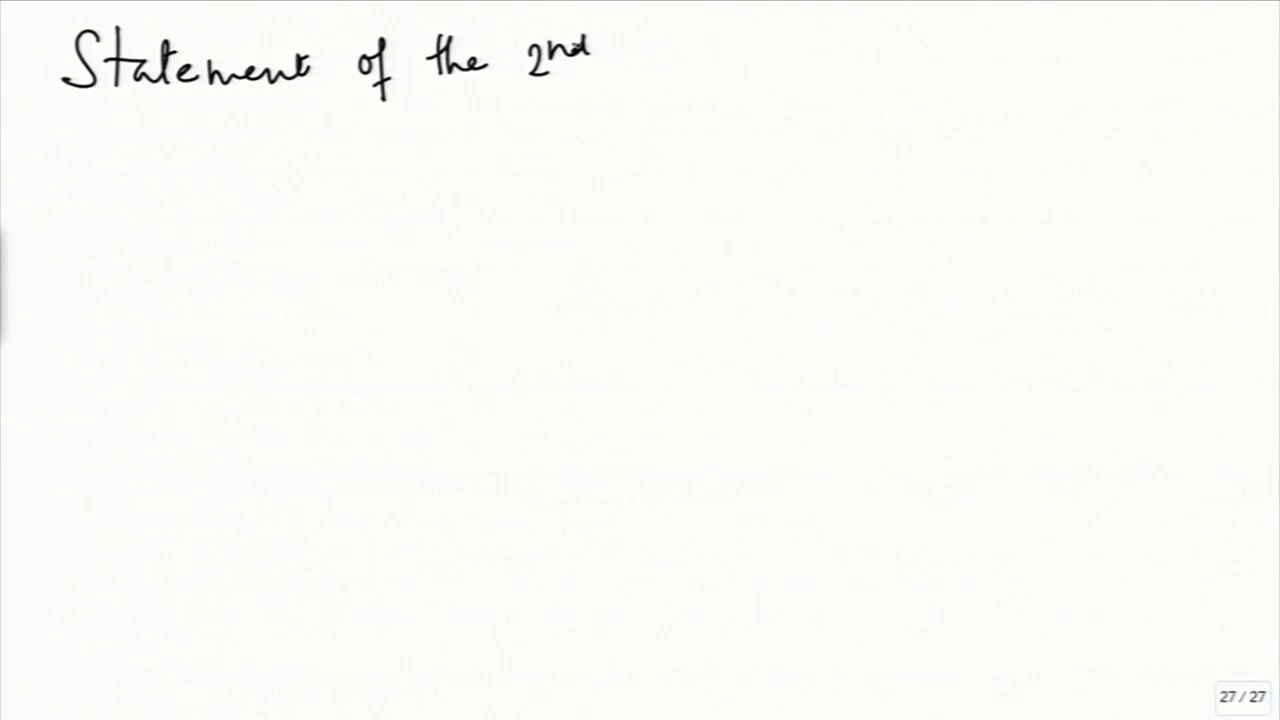 Statement of the 2nd
27 / 27